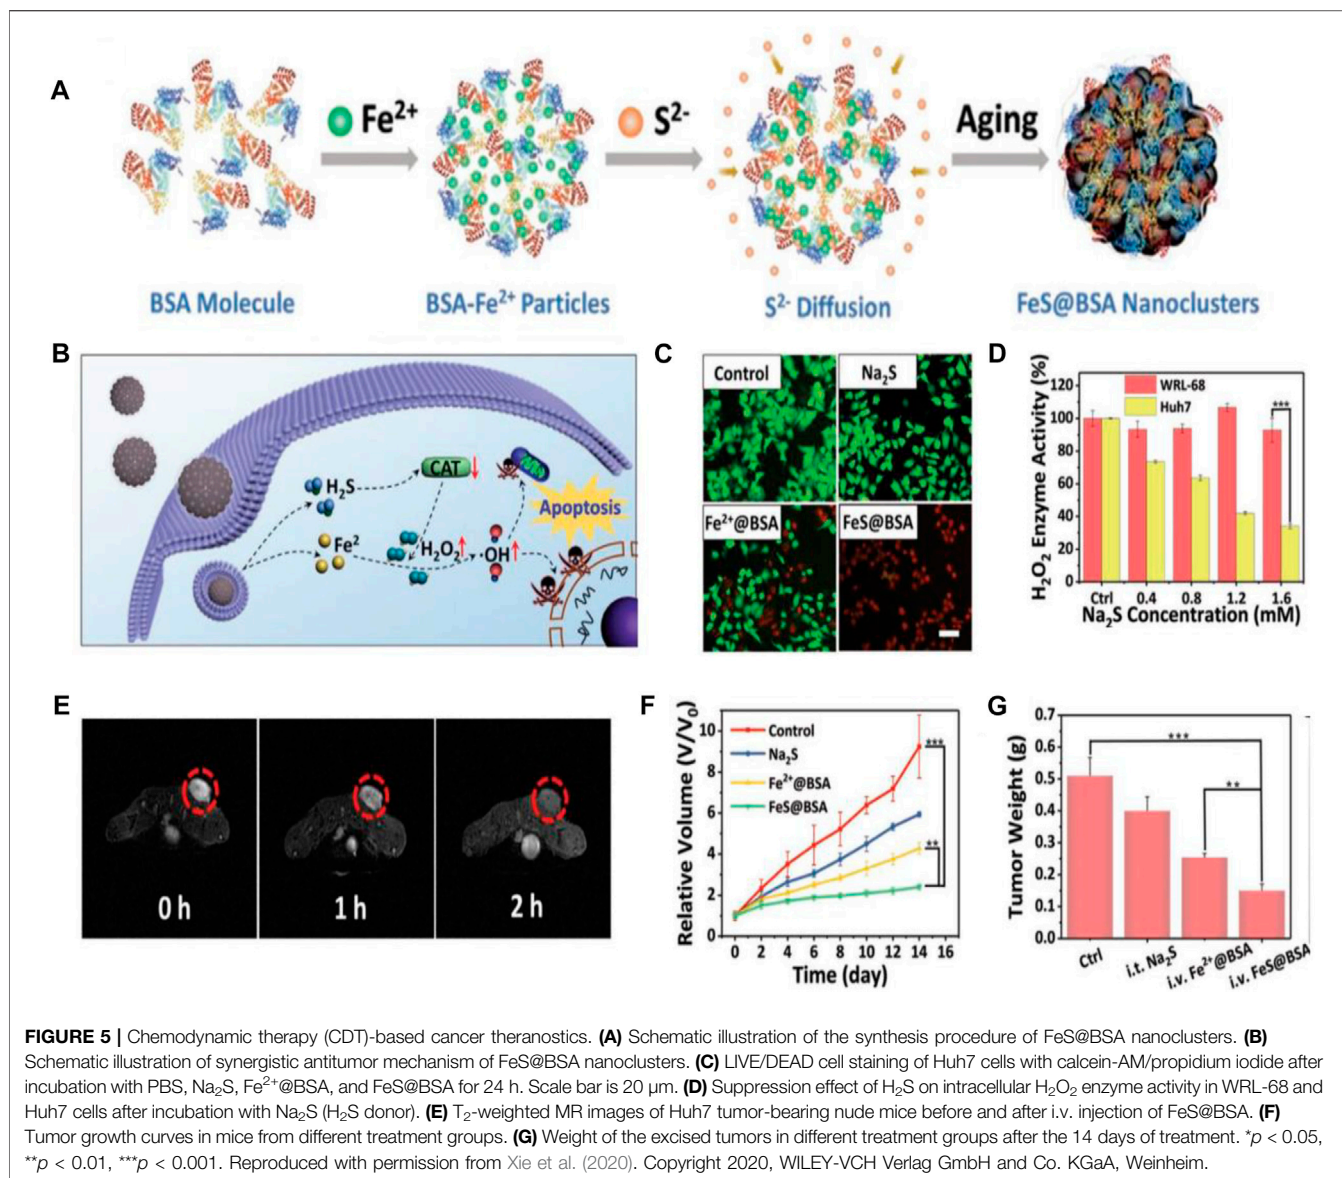 A
Fe²⁺
S²⁻
Aging
BSA Molecule
BSA-Fe²⁺ Particles
S²⁻ Diffusion
FeS@BSA Nanoclusters
B
H₂S
CAT
Fe²
H₂O₂
OH
Apoptosis
C
Control
Na₂S
Fe²⁺@BSA
FeS@BSA
D
H₂O₂ Enzyme Activity (%)
120
100
80
60
40
20
0
WRL-68
Huh7
***
Ctrl 0.4 0.8 1.2 1.6
Na₂S Concentration (mM)
E
0 h
1 h
2 h
F
Relative Volume (V/V₀)
10
8
6
4
2
0
Control
Na₂S
Fe²⁺@BSA
FeS@BSA
***
**
0 2 4 6 8 10 12 14 16
Time (day)
G
Tumor Weight (g)
0.7
0.6
0.5
0.4
0.3
0.2
0.1
0.0
***
**
Ctrl
i.t. Na₂S
i.v. Fe²⁺@BSA
i.v. FeS@BSA
FIGURE 5 | Chemodynamic therapy (CDT)-based cancer theranostics. (A) Schematic illustration of the synthesis procedure of FeS@BSA nanoclusters. (B)
Schematic illustration of synergistic antitumor mechanism of FeS@BSA nanoclusters. (C) LIVE/DEAD cell staining of Huh7 cells with calcein-AM/propidium iodide after
incubation with PBS, Na₂S, Fe²⁺@BSA, and FeS@BSA for 24 h. Scale bar is 20 μm. (D) Suppression effect of H₂S on intracellular H₂O₂ enzyme activity in WRL-68 and
Huh7 cells after incubation with Na₂S (H₂S donor). (E) T₂-weighted MR images of Huh7 tumor-bearing nude mice before and after i.v. injection of FeS@BSA. (F)
Tumor growth curves in mice from different treatment groups. (G) Weight of the excised tumors in different treatment groups after the 14 days of treatment. *p < 0.05,
**p < 0.01, ***p < 0.001. Reproduced with permission from Xie et al. (2020). Copyright 2020, WILEY-VCH Verlag GmbH and Co. KGaA, Weinheim.